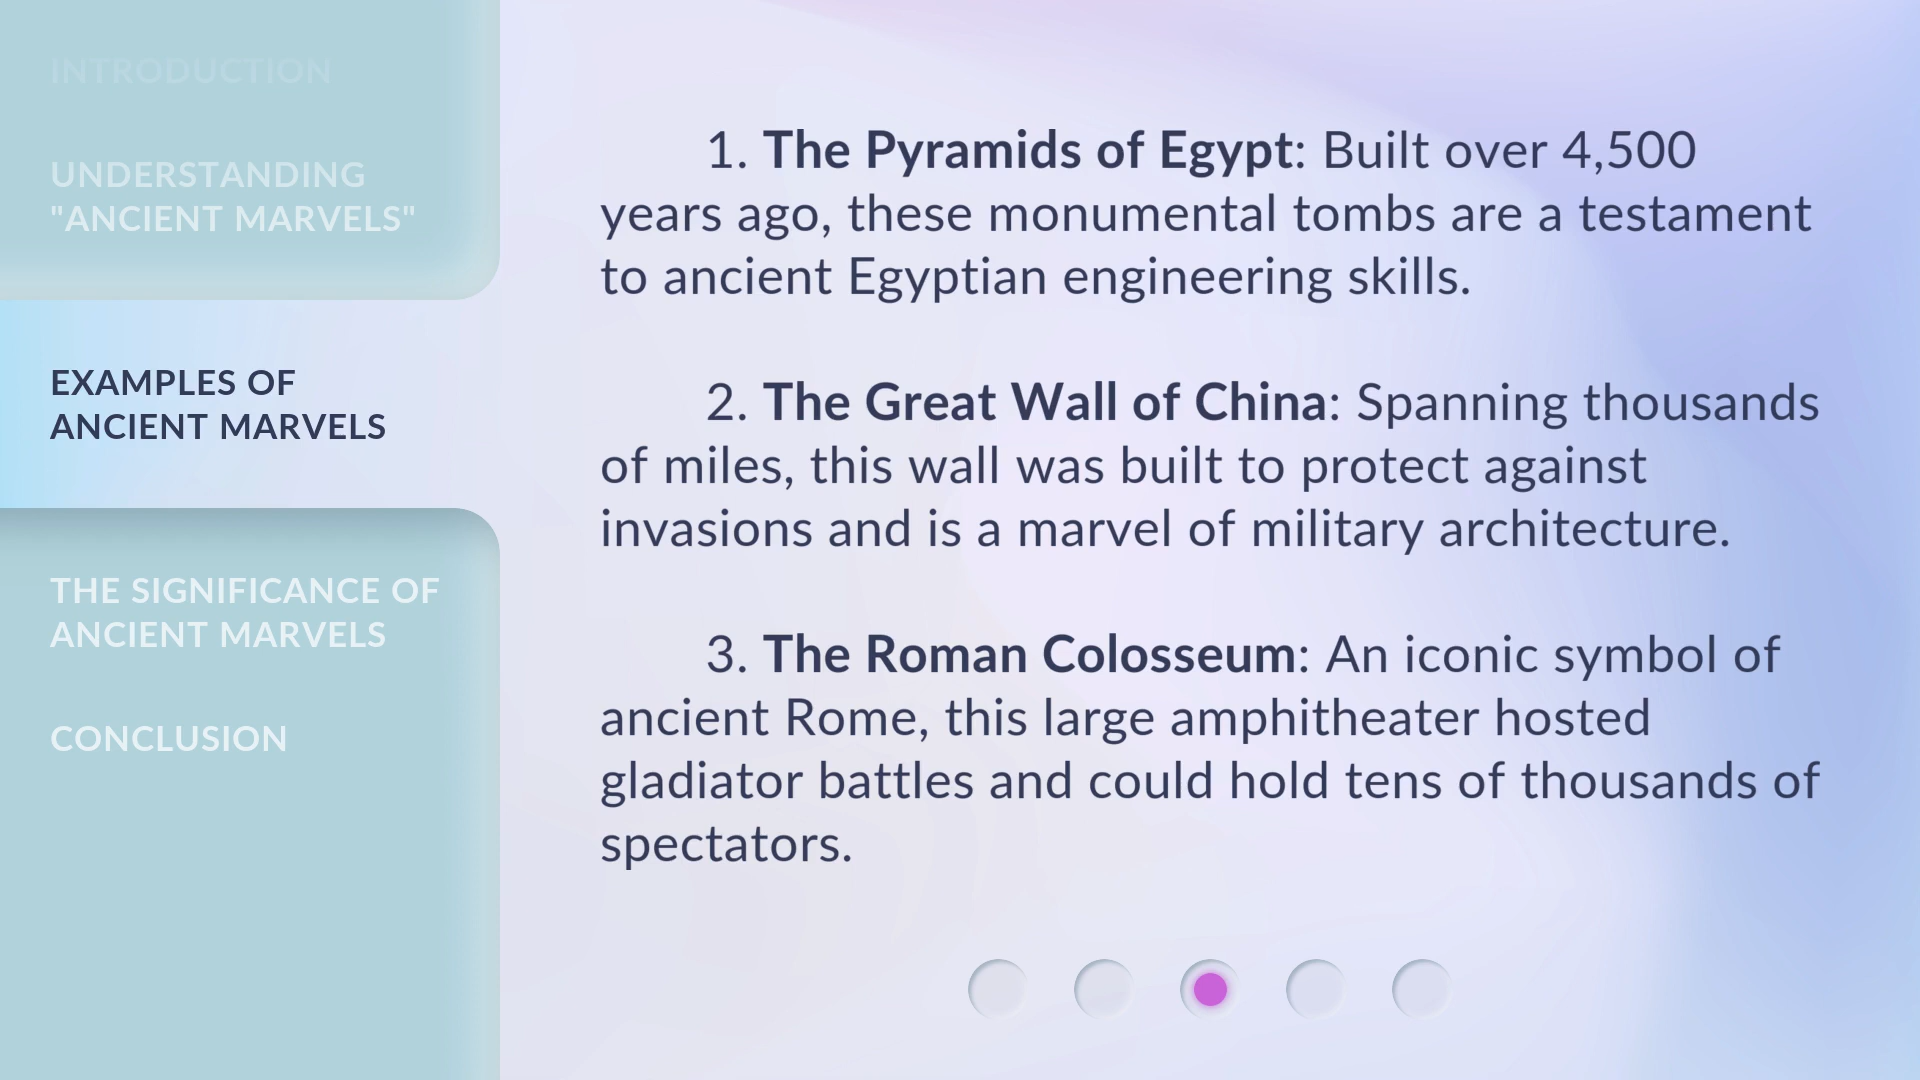 INTRODUCTION
UNDERSTANDING
"ANCIENT MARVELS"
EXAMPLES OF
ANCIENT MARVELS
THE SIGNIFICANCE OF
ANCIENT MARVELS
CONCLUSION
1. The Pyramids of Egypt: Built over 4,500
years ago, these monumental tombs are a testament
to ancient Egyptian engineering skills.
2. The Great Wall of China: Spanning thousands
of miles, this wall was built to protect against
invasions and is a marvel of military architecture.
3. The Roman Colosseum: An iconic symbol of
ancient Rome, this large amphitheater hosted
gladiator battles and could hold tens of thousands of
spectators.